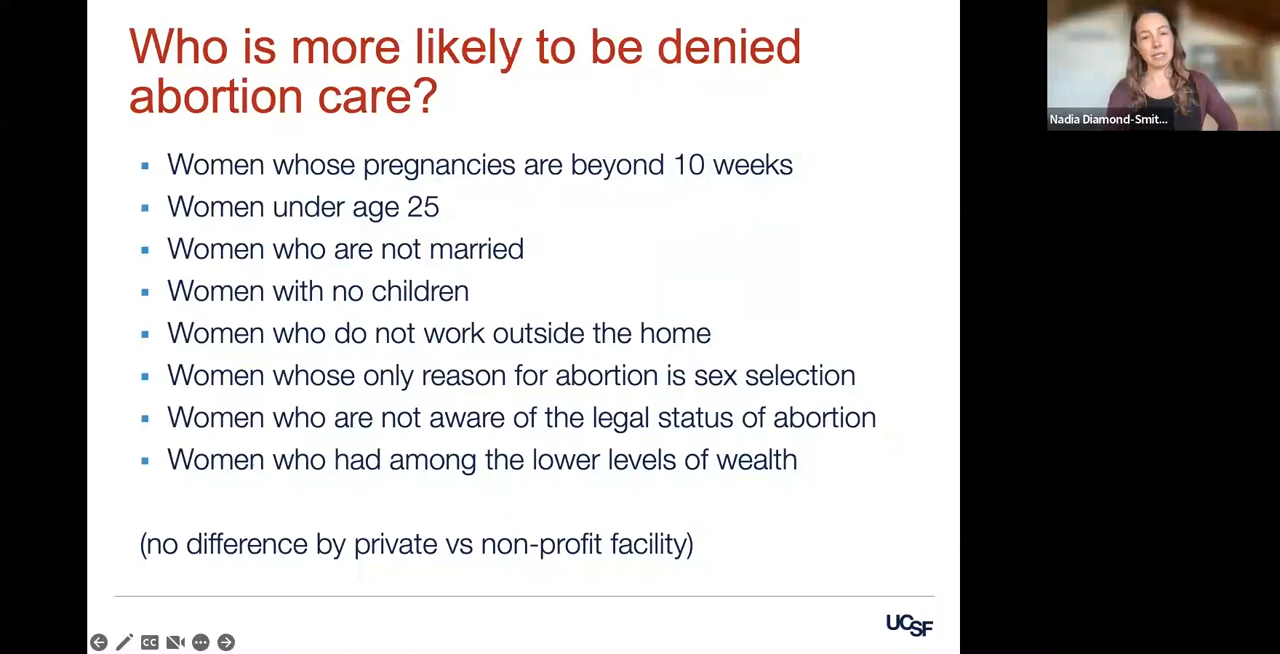 Who is more likely to be denied
abortion care?
Nadia Diamond-Smit...
▪ Women whose pregnancies are beyond 10 weeks
▪ Women under age 25
▪ Women who are not married
▪ Women with no children
▪ Women who do not work outside the home
▪ Women whose only reason for abortion is sex selection
▪ Women who are not aware of the legal status of abortion
▪ Women who had among the lower levels of wealth
(no difference by private vs non-profit facility)
UCSF
CC